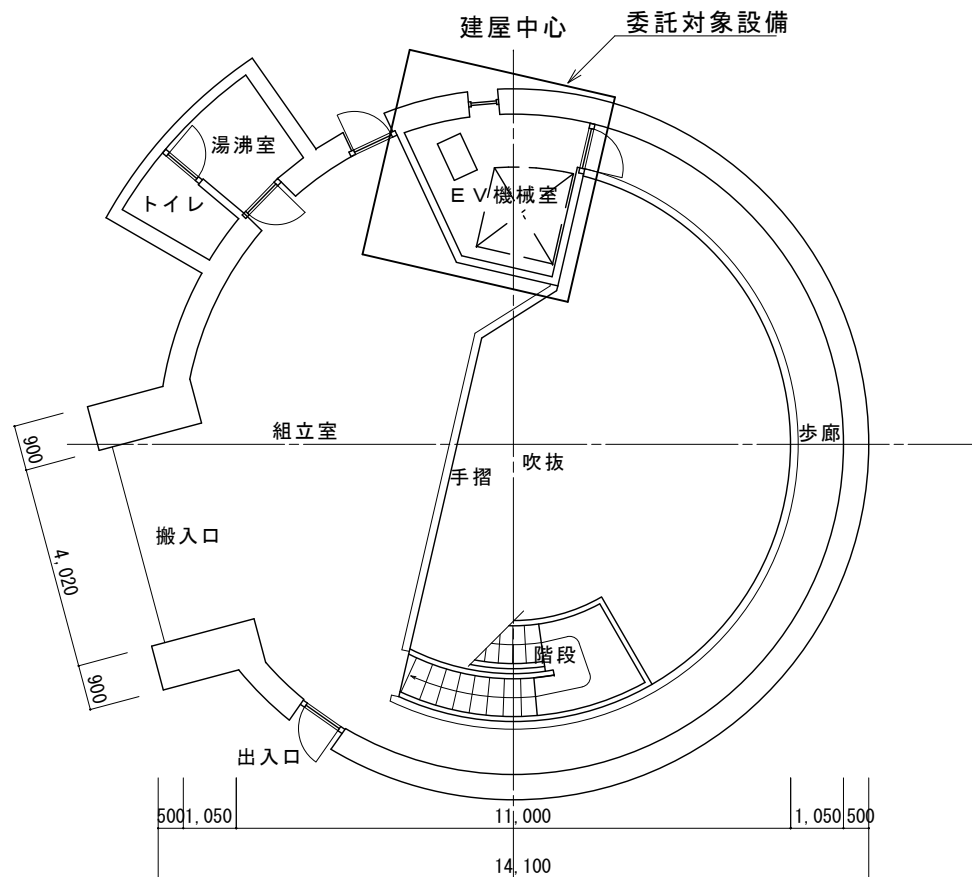 建屋中心
委託対象設備
湯沸室
トイレ
ＥＶ機械室
組立室
歩廊
吹抜
手摺
900
搬入口
4,020
階段
900
出入口
500
1,050
11,000
1,050
500
14,100